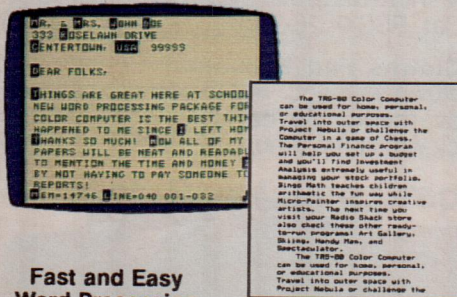 MR. & MRS. JOHN DOE
333 ROSELAWN DRIVE
CENTERTOWN, USA 99999
DEAR FOLKS,
THINGS ARE GREAT HERE AT SCHOOL
NEW WORD PROCESSING PACKAGE FOR
COLOR COMPUTER IS THE BEST THIN
HAPPENED TO ME SINCE I LEFT HOM
THANKS SO MUCH! NOW ALL OF MY
PAPERS WILL BE NEAT AND READABL
TO MENTION THE TIME AND MONEY I
BY NOT HAVING TO PAY SOMEONE TO
REPORTS!
MEM=14746 LINE=040 001-032
The TRS-80 Color Computer
can be used for home, personal,
or educational purposes.
Travel into outer space with
Project Nebula or challenge the
Computer in a game of Chess.
The Personal Finance program
will help you set up a budget
and you'll find Investment
Analysis extremely useful in
managing your stock portfolio.
Bingo Math teaches children
arithmatic the fun way while
Micro-Painter inspires creative
artists. The next time you
visit your Radio Shack store
also check these other ready-
to-run programs! Art Gallery,
Skiing, Handy Man, and
Spectaculator.
The TRS-80 Color Computer
can be used for home, personal,
or educational purposes.
Travel into outer space with
Project Nebula or challenge the
Fast and Easy